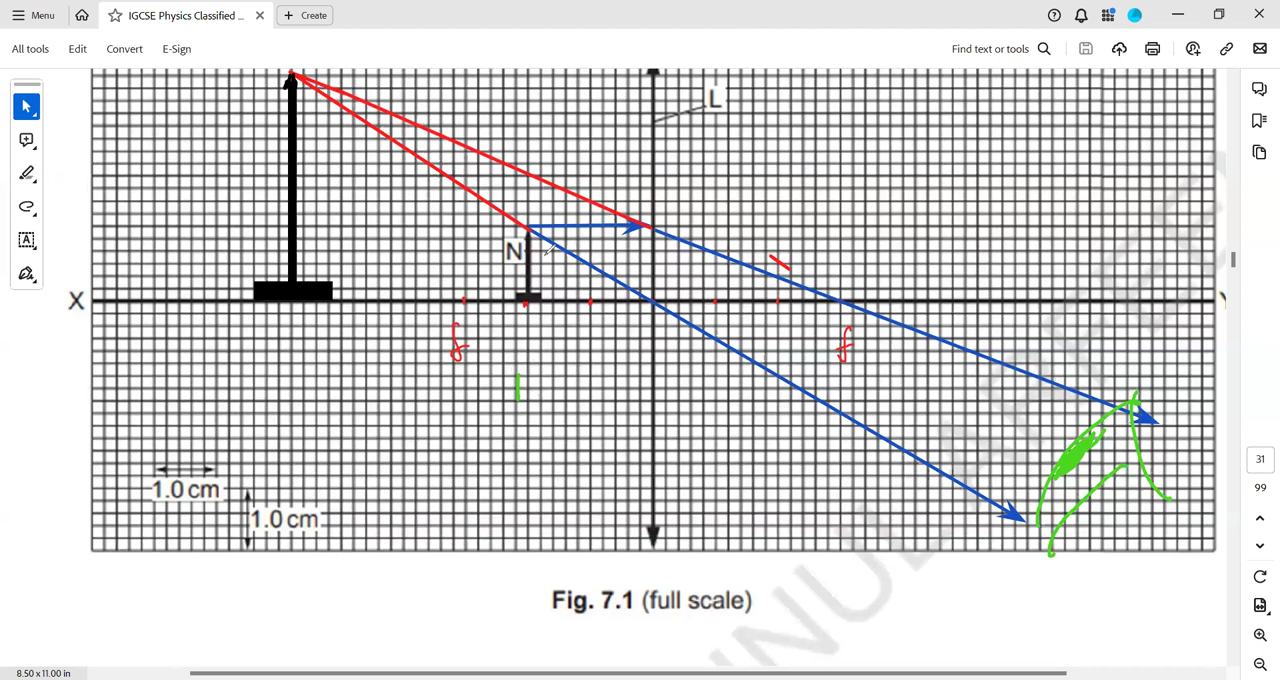 Menu
IGCSE Physics Classified ...
Create
All tools
Edit
Convert
E-Sign
Find text or tools
L
N
X
f
f
1.0 cm
1.0 cm
Fig. 7.1 (full scale)
31
99
8.50 x 11.00 in